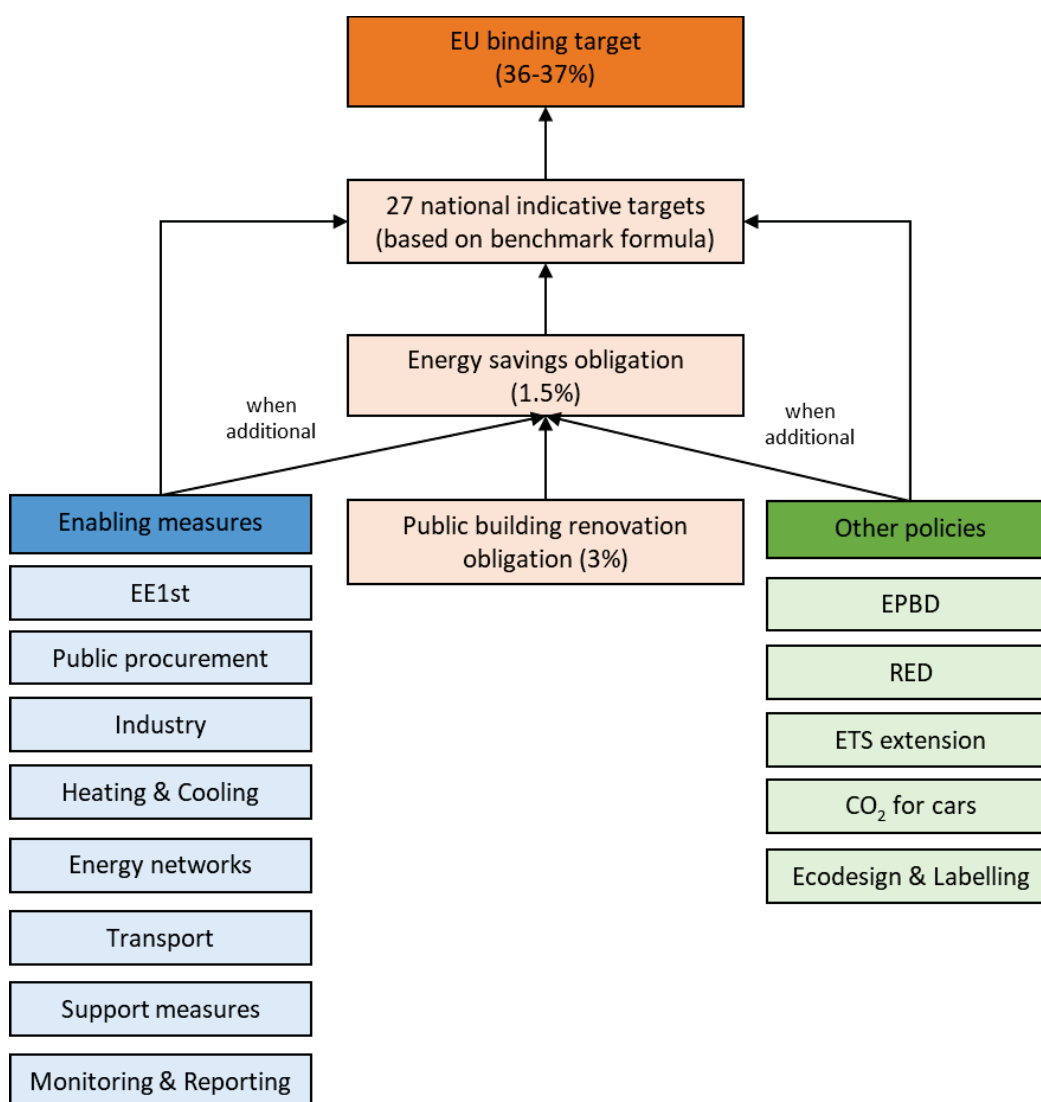 EU binding target
(36-37%)
27 national indicative targets
(based on benchmark formula)
Energy savings obligation
(1.5%)
when
additional
when
additional
Enabling measures
Public building renovation
obligation (3%)
Other policies
EE1st
Public procurement
Industry
Heating & Cooling
Energy networks
Transport
Support measures
Monitoring & Reporting
EPBD
RED
ETS extension
CO₂ for cars
Ecodesign & Labelling